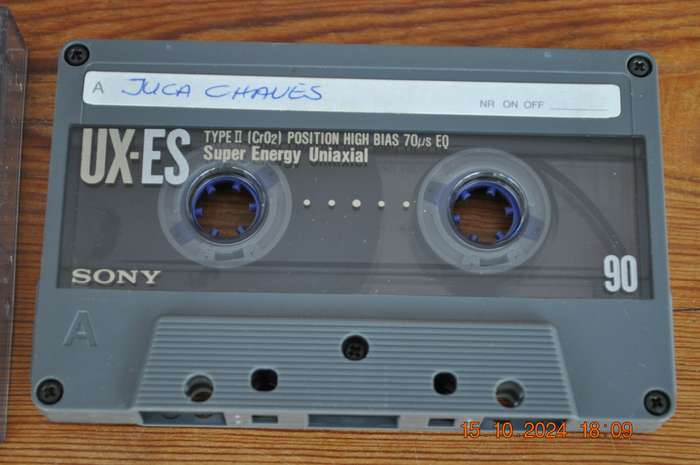 A JUCA CHAVES
NR ON OFF
UX-ES
TYPE II (CrO2) POSITION HIGH BIAS 70μs EQ
Super Energy Uniaxial
SONY
90
A
15.10.2024 18:09